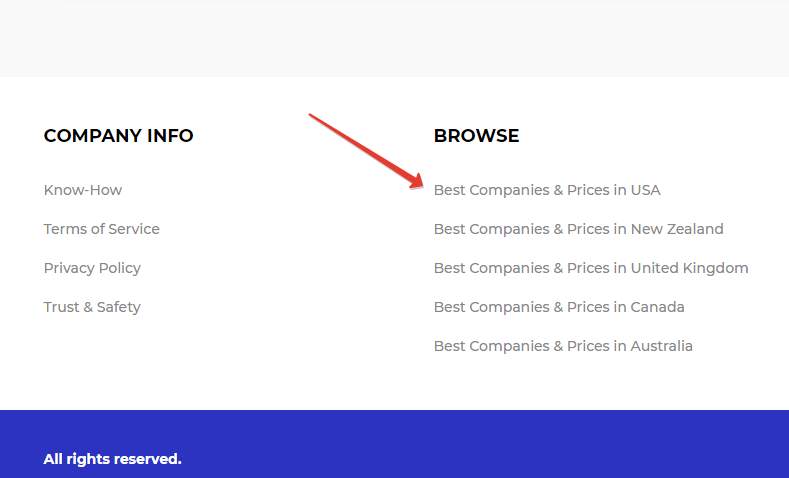 COMPANY INFO
Know-How
Terms of Service
Privacy Policy
Trust & Safety
BROWSE
Best Companies & Prices in USA
Best Companies & Prices in New Zealand
Best Companies & Prices in United Kingdom
Best Companies & Prices in Canada
Best Companies & Prices in Australia
All rights reserved.